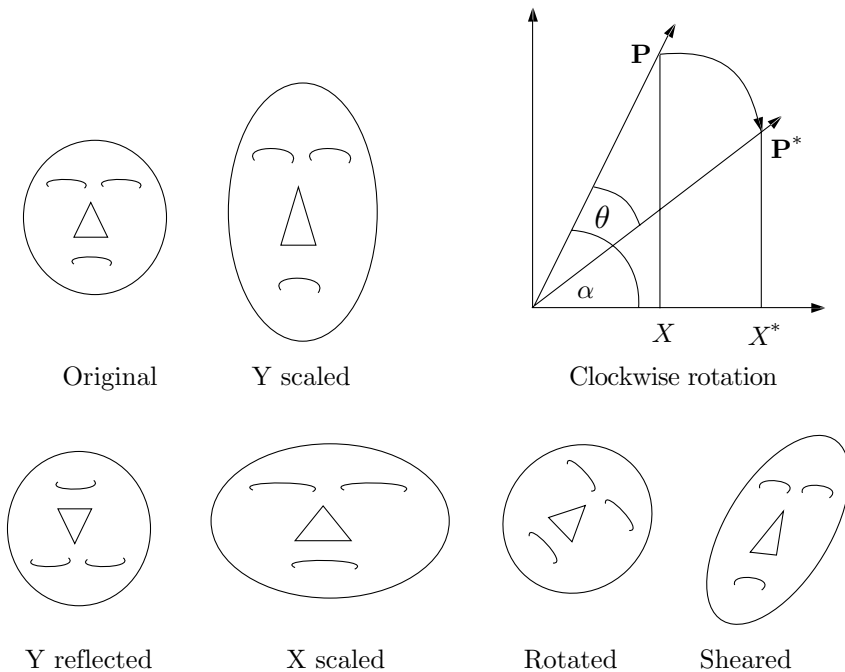 P
P*
θ
α
X X*
Original Y scaled Clockwise rotation
Y reflected X scaled Rotated Sheared